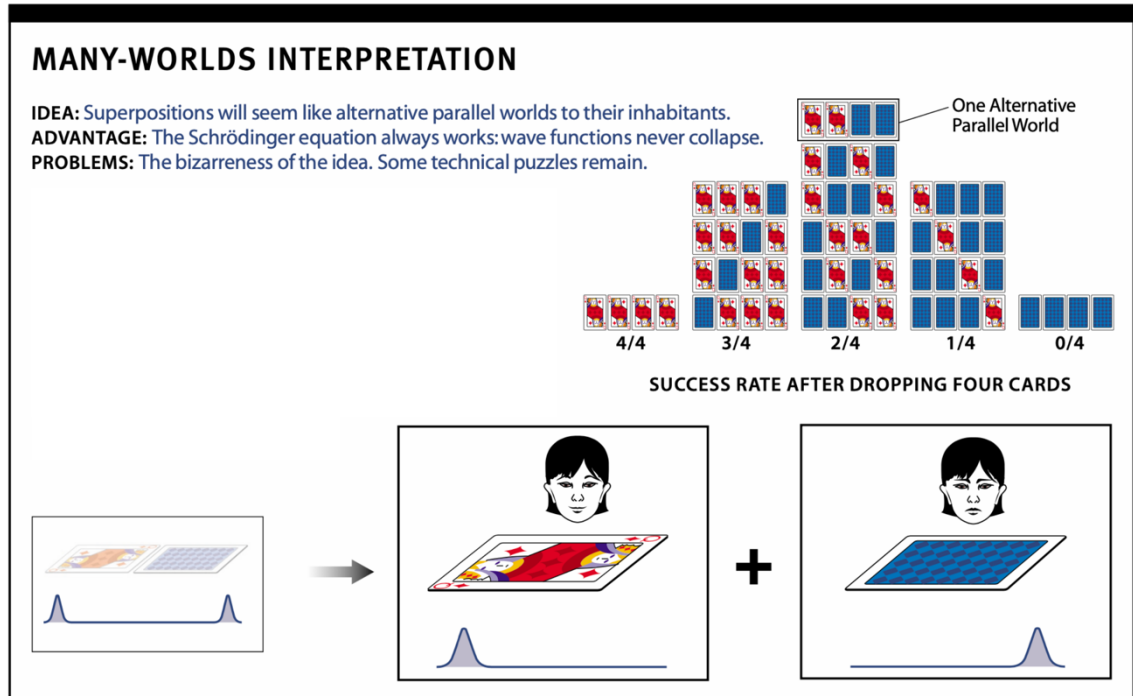 MANY-WORLDS INTERPRETATION
IDEA: Superpositions will seem like alternative parallel worlds to their inhabitants.
ADVANTAGE: The Schrödinger equation always works: wave functions never collapse.
PROBLEMS: The bizarreness of the idea. Some technical puzzles remain.
One Alternative
Parallel World
4/4
3/4
2/4
1/4
0/4
SUCCESS RATE AFTER DROPPING FOUR CARDS
Q
Q
+